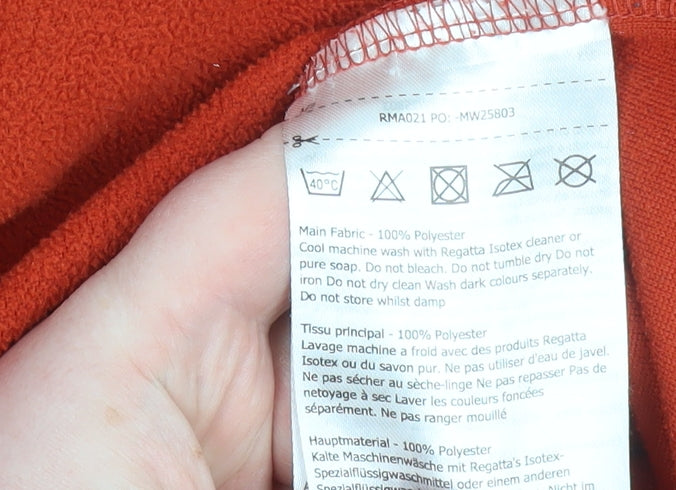 RMA021 PO: -MW25803
40°C
Main Fabric - 100% Polyester
Cool machine wash with Regatta Isotex cleaner or
pure soap. Do not bleach. Do not tumble dry Do not
iron Do not dry clean Wash dark colours separately.
Do not store whilst damp
Tissu principal - 100% Polyester
Lavage machine a froid avec des produits Regatta
Isotex ou du savon pur. Ne pas utiliser d'eau de javel.
Ne pas sécher au sèche-linge Ne pas repasser Pas de
nettoyage à sec Laver les couleurs foncées
séparément. Ne pas ranger mouillé
Hauptmaterial - 100% Polyester
Kalte Maschinenwäsche mit Regatta's Isotex-
Spezialflüssigwaschmittel oder einem anderen
Nicht im